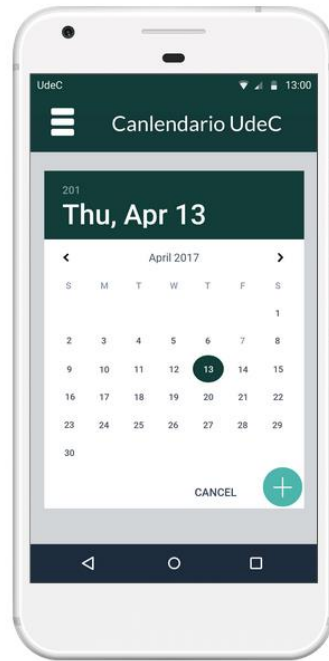 UdeC 13:00
Canlendario UdeC
201
Thu, Apr 13
April 2017
S M T W T F S
1
2 3 4 5 6 7 8
9 10 11 12 13 14 15
16 17 18 19 20 21 22
23 24 25 26 27 28 29
30
CANCEL